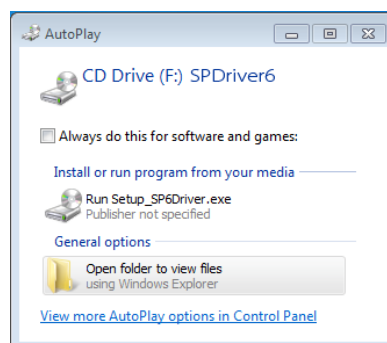 AutoPlay
CD Drive (F:) SPDriver6
Always do this for software and games:
Install or run program from your media
Run Setup_SP6Driver.exe
Publisher not specified
General options
Open folder to view files
using Windows Explorer
View more AutoPlay options in Control Panel